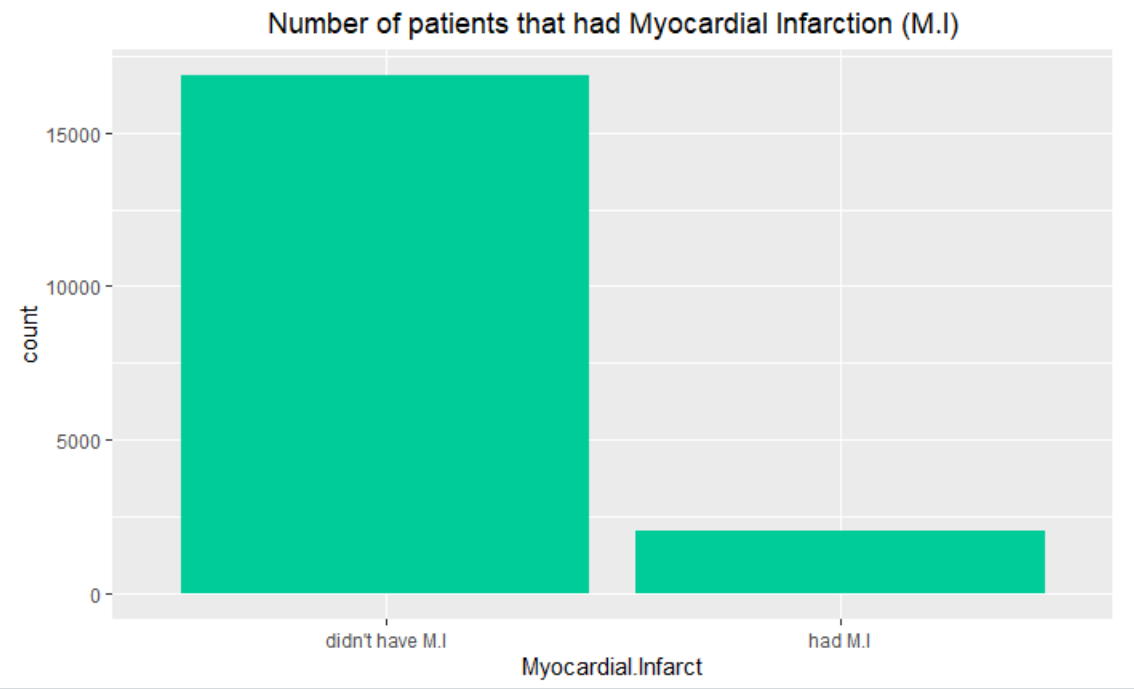 Number of patients that had Myocardial Infarction (M.I)
15000
10000
5000
0
count
didn't have M.I
had M.I
Myocardial.Infarct